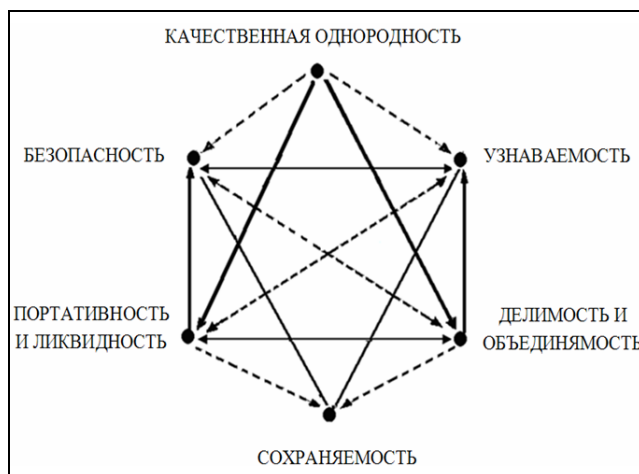 КАЧЕСТВЕННАЯ ОДНОРОДНОСТЬ
БЕЗОПАСНОСТЬ
УЗНАВАЕМОСТЬ
ПОРТАТИВНОСТЬ
И ЛИКВИДНОСТЬ
ДЕЛИМОСТЬ И
ОБЪЕДИНЯМОСТЬ
СОХРАНЯЕМОСТЬ